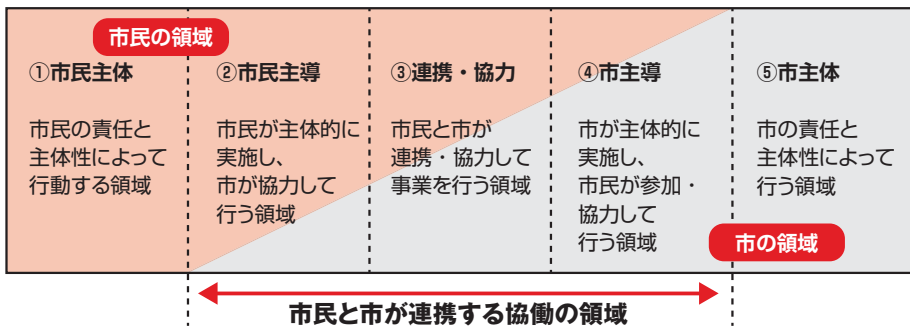 市民の領域
①市民主体
市民の責任と
主体性によって
行動する領域
②市民主導
市民が主体的に
実施し、
市が協力して
行う領域
③連携・協力
市民と市が
連携・協力して
事業を行う領域
④市主導
市が主体的に
実施し、
市民が参加・
協力して
行う領域
⑤市主体
市の責任と
主体性によって
行う領域
市の領域
市民と市が連携する協働の領域